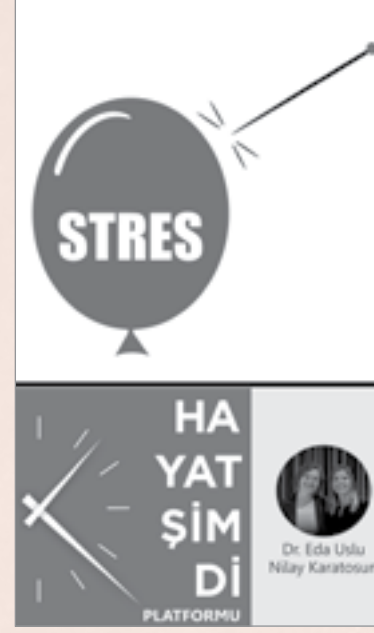 STRES
HA
YAT
ŞİM
Dİ
PLATFORMU
Dr. Eda Uslu
Nilay Karatosun